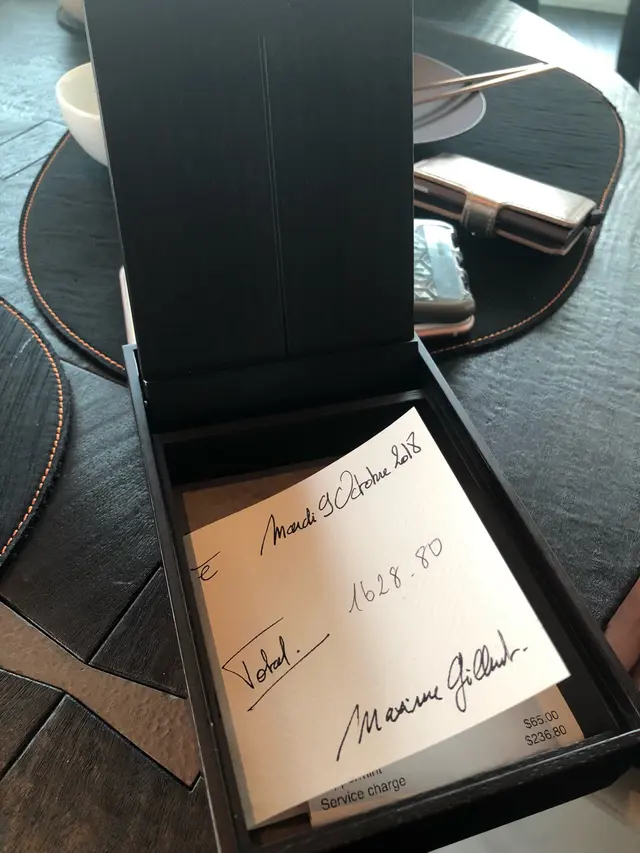 Mardi 9 Octobre 2018
€
1628.80
Total.
Maxime Gilbert.
$65.00
Service charge $236.80